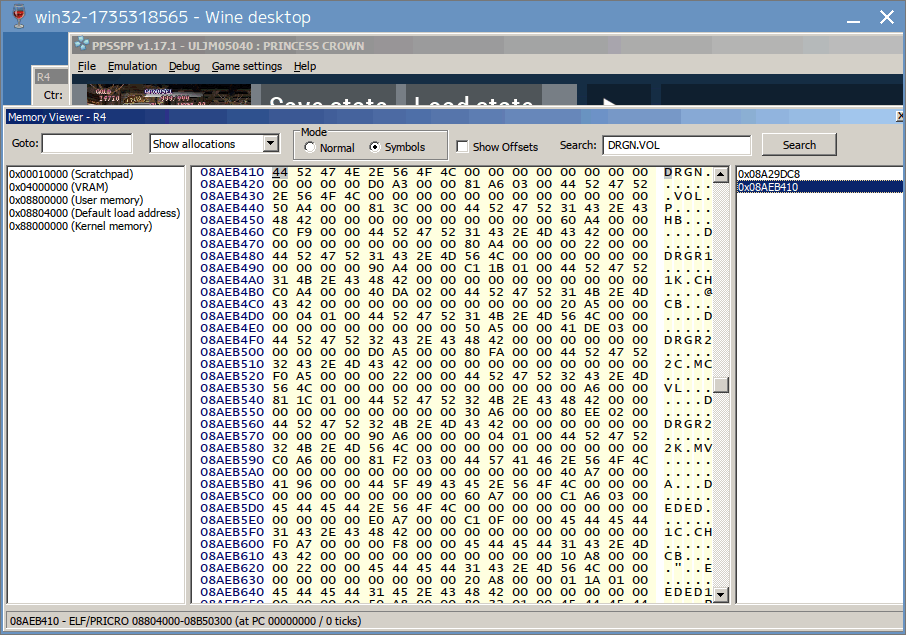 win32-1735318565 - Wine desktop
PPSSPP v1.17.1 - ULJM05040 : PRINCESS CROWN
File Emulation Debug Game settings Help
R4
Ctr:
Memory Viewer - R4
Goto: Show allocations Mode Normal Symbols Show Offsets Search: DRGN.VOL Search
0x00010000 (Scratchpad)
0x04000000 (VRAM)
0x08800000 (User memory)
0x08804000 (Default load address)
0x88000000 (Kernel memory)
08AEB410 44 52 47 4E 2E 56 4F 4C 00 00 00 00 00 00 00 00 DRGN.
08AEB420 00 00 00 00 D0 A3 00 00 81 A6 03 00 44 52 47 52 .....
08AEB430 2E 56 4F 4C 00 00 00 00 00 00 00 00 00 00 00 00 .VOL.
08AEB440 50 A4 00 00 81 3C 00 00 44 52 47 52 31 43 2E 43 P....
08AEB450 48 42 00 00 00 00 00 00 00 00 00 00 60 A4 00 00 HB...
08AEB460 C0 F9 00 00 44 52 47 52 31 43 2E 4D 43 42 00 00 ....D
08AEB470 00 00 00 00 00 00 00 00 80 A4 00 00 00 22 00 00 .....
08AEB480 44 52 47 52 31 43 2E 4D 56 4C 00 00 00 00 00 00 DRGR1
08AEB490 00 00 00 00 90 A4 00 00 C1 1B 01 00 44 52 47 52 .....
08AEB4A0 31 4B 2E 43 48 42 00 00 00 00 00 00 00 00 00 00 1K.CH
08AEB4B0 C0 A4 00 00 40 DA 02 00 44 52 47 52 31 4B 2E 4D ....@
08AEB4C0 43 42 00 00 00 00 00 00 00 00 00 00 20 A5 00 00 CB...
08AEB4D0 00 04 01 00 44 52 47 52 31 4B 2E 4D 56 4C 00 00 ....D
08AEB4E0 00 00 00 00 00 00 00 00 50 A5 00 00 41 DE 03 00 .....
08AEB4F0 44 52 47 52 32 43 2E 43 48 42 00 00 00 00 00 00 DRGR2
08AEB500 00 00 00 00 D0 A5 00 00 80 FA 00 00 44 52 47 52 .....
08AEB510 32 43 2E 4D 43 42 00 00 00 00 00 00 00 00 00 00 2C.MC
08AEB520 F0 A5 00 00 00 22 00 00 44 52 47 52 32 43 2E 4D .....
08AEB530 56 4C 00 00 00 00 00 00 00 00 00 00 00 A6 00 00 VL...
08AEB540 81 1C 01 00 44 52 47 52 32 4B 2E 43 48 42 00 00 ....D
08AEB550 00 00 00 00 00 00 00 00 30 A6 00 00 80 EE 02 00 .....
08AEB560 44 52 47 52 32 4B 2E 4D 43 42 00 00 00 00 00 00 DRGR2
08AEB570 00 00 00 00 90 A6 00 00 00 04 01 00 44 52 47 52 .....
08AEB580 32 4B 2E 4D 56 4C 00 00 00 00 00 00 00 00 00 00 2K.MV
08AEB590 C0 A6 00 00 81 F2 03 00 44 57 41 46 2E 56 4F 4C .....
08AEB5A0 00 00 00 00 00 00 00 00 00 00 00 00 40 A7 00 00 .....
08AEB5B0 41 96 00 00 44 5F 49 43 45 2E 56 4F 4C 00 00 00 A...D
08AEB5C0 00 00 00 00 00 00 00 00 60 A7 00 00 C1 A6 03 00 .....
08AEB5D0 45 44 45 44 2E 56 4F 4C 00 00 00 00 00 00 00 00 EDED.
08AEB5E0 00 00 00 00 E0 A7 00 00 C1 0F 00 00 45 44 45 44 .....
08AEB5F0 31 43 2E 43 48 42 00 00 00 00 00 00 00 00 00 00 1C.CH
08AEB600 F0 A7 00 00 00 F8 00 00 45 44 45 44 31 43 2E 4D .....
08AEB610 43 42 00 00 00 00 00 00 00 00 00 00 10 A8 00 00 CB...
08AEB620 00 22 00 00 45 44 45 44 31 43 2E 4D 56 4C 00 00 ."..E
08AEB630 00 00 00 00 00 00 00 00 20 A8 00 00 01 1A 01 00 .....
08AEB640 45 44 45 44 31 45 2E 43 48 42 00 00 00 00 00 00 EDED1
0x08A29DC8
0x08AEB410
08AEB410 - ELF/PRICRO 08804000-08B50300 (at PC 00000000 / 0 ticks)